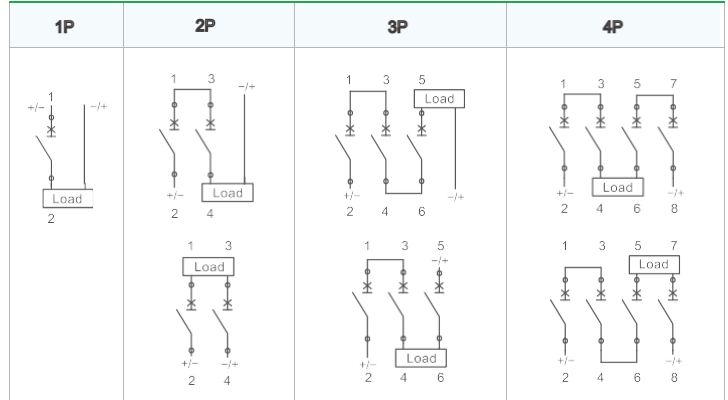 1P 2P 3P 4P
1 3 1 3 5 1 3 5 7
1 -/+ Load
+/- -/+
+/- +/- -/+ +/- -/+
Load Load Load
2 2 4 2 4 6 2 4 6 8
1 3 1 3 5 1 3 5 7
Load -/+ Load
+/- -/+ +/- Load +/- -/+
2 4 2 4 6 2 4 6 8